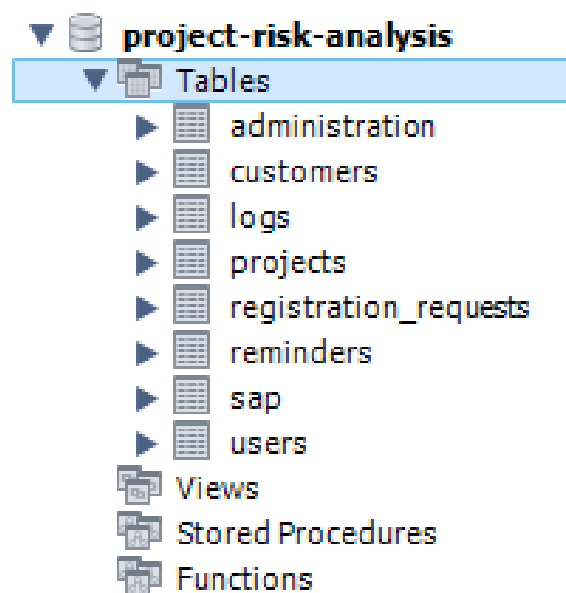 project-risk-analysis
Tables
administration
customers
logs
projects
registration_requests
reminders
sap
users
Views
Stored Procedures
Functions